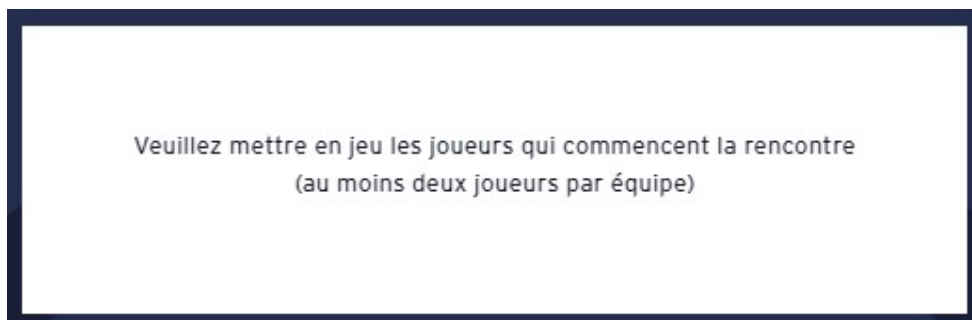 Veuillez mettre en jeu les joueurs qui commencent la rencontre
(au moins deux joueurs par équipe)